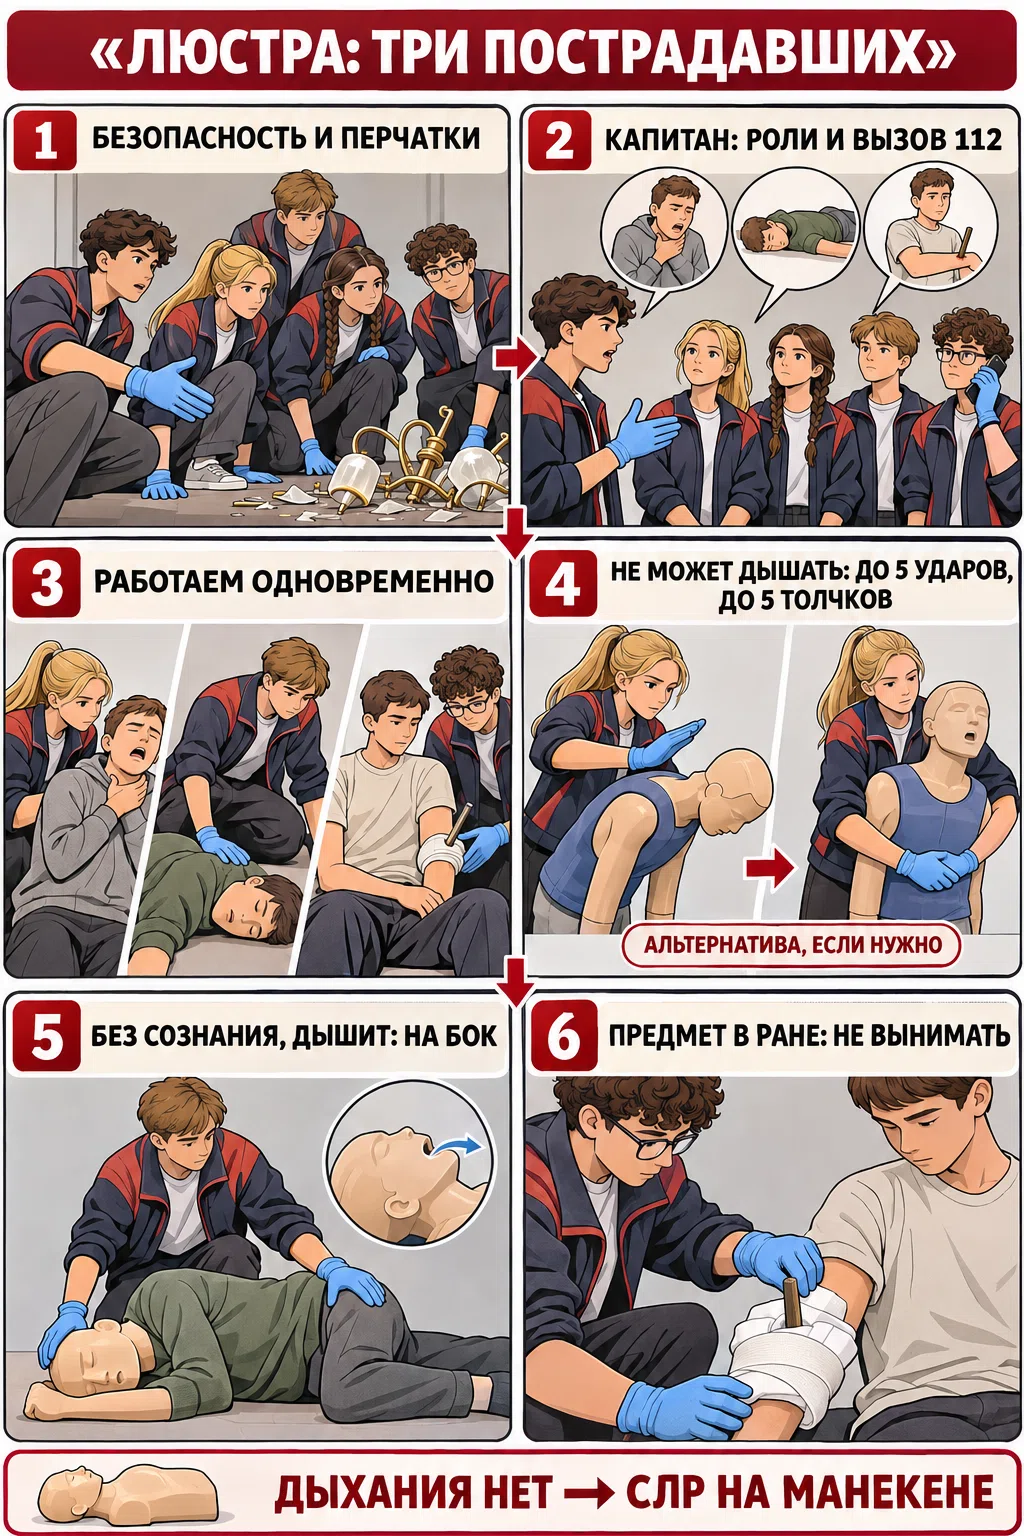 «ЛЮСТРА: ТРИ ПОСТРАДАВШИХ»
1 БЕЗОПАСНОСТЬ И ПЕРЧАТКИ
2 КАПИТАН: РОЛИ И ВЫЗОВ 112
3 РАБОТАЕМ ОДНОВРЕМЕННО
4 НЕ МОЖЕТ ДЫШАТЬ: ДО 5 УДАРОВ,
ДО 5 ТОЛЧКОВ
АЛЬТЕРНАТИВА, ЕСЛИ НУЖНО
5 БЕЗ СОЗНАНИЯ, ДЫШИТ: НА БОК
6 ПРЕДМЕТ В РАНЕ: НЕ ВЫНИМАТЬ
ДЫХАНИЯ НЕТ → СЛР НА МАНЕКЕНЕ